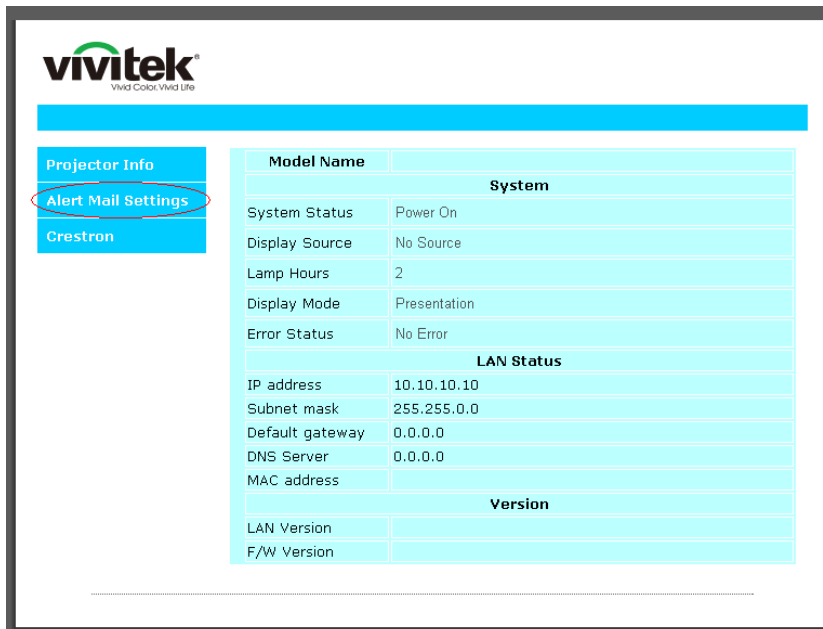 vivitek®
Vivid Color, Vivid Life
Projector Info
Alert Mail Settings
Crestron
Model Name
System
System Status Power On
Display Source No Source
Lamp Hours 2
Display Mode Presentation
Error Status No Error
LAN Status
IP address 10.10.10.10
Subnet mask 255.255.0.0
Default gateway 0.0.0.0
DNS Server 0.0.0.0
MAC address
Version
LAN Version
F/W Version